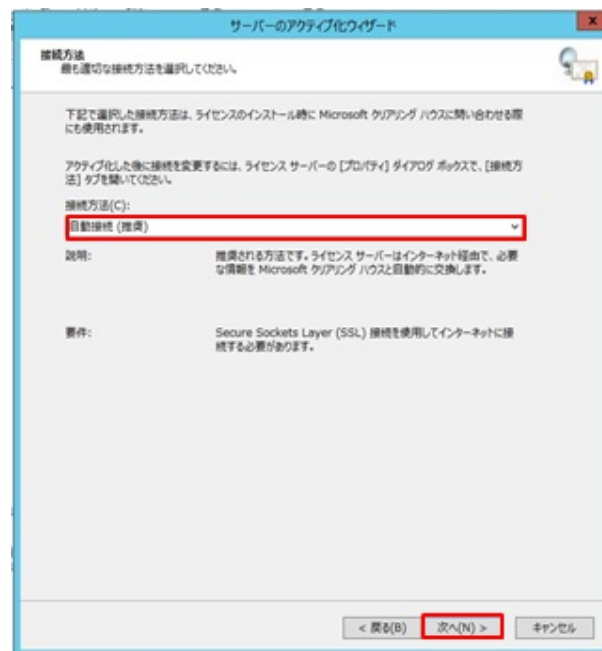 サーバーのアクティブ化ウィザード
接続方法
最も適切な接続方法を選択してください。
下記で選択した接続方法は、ライセンスのインストール時に Microsoft クリアリング ハウスに問い合わせる際
にも使用されます。
アクティブ化した後に接続を変更するには、ライセンス サーバーの [プロパティ] ダイアログ ボックスで、[接続方
法] タブを開いてください。
接続方法(C):
自動接続 (推奨)
説明:
推奨される方法です。ライセンス サーバーはインターネット経由で、必要
な情報を Microsoft クリアリング ハウスと自動的に交換します。
要件:
Secure Sockets Layer (SSL) 接続を使用してインターネットに接
続する必要があります。
< 戻る(B)
次へ(N) >
キャンセル